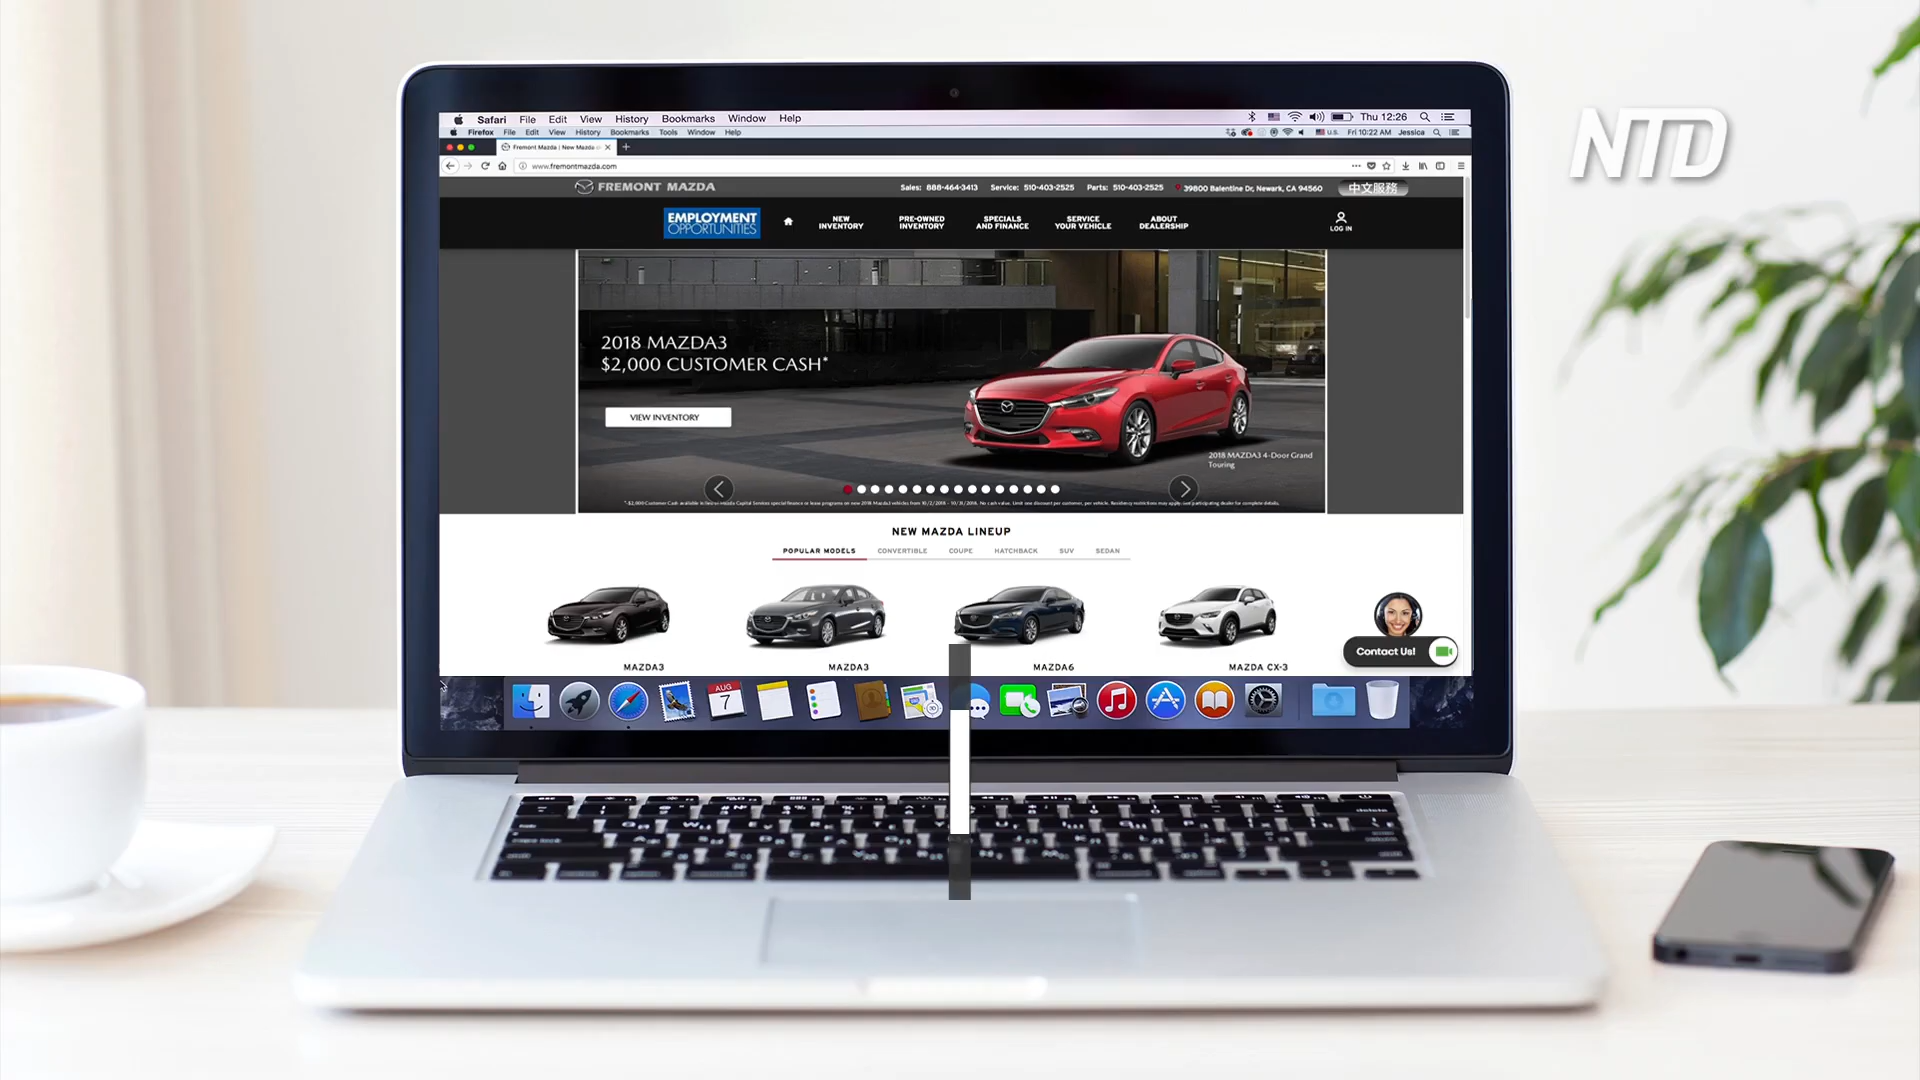 Safari File Edit View History Bookmarks Window Help Thu 12:26
Firefox File Edit View History Bookmarks Tools Window Help U.S. Fri 10:22 AM Jessica
NTD
Fremont Mazda | New Mazda
www.fremontmazda.com
FREMONT MAZDA Sales: 888-464-3413 Service: 510-403-2525 Parts: 510-403-2525 39800 Balentine Dr, Newark, CA 94560 中文服務
EMPLOYMENT
OPPORTUNITIES
NEW
INVENTORY
PRE-OWNED
INVENTORY
SPECIALS
AND FINANCE
SERVICE
YOUR VEHICLE
ABOUT
DEALERSHIP
LOG IN
2018 MAZDA3
$2,000 CUSTOMER CASH*
VIEW INVENTORY
2018 MAZDA3 4-Door Grand
Touring
NEW MAZDA LINEUP
POPULAR MODELS CONVERTIBLE COUPE HATCHBACK SUV SEDAN
MAZDA3 MAZDA3 MAZDA6 MAZDA CX-3
Contact Us!
AUG
7